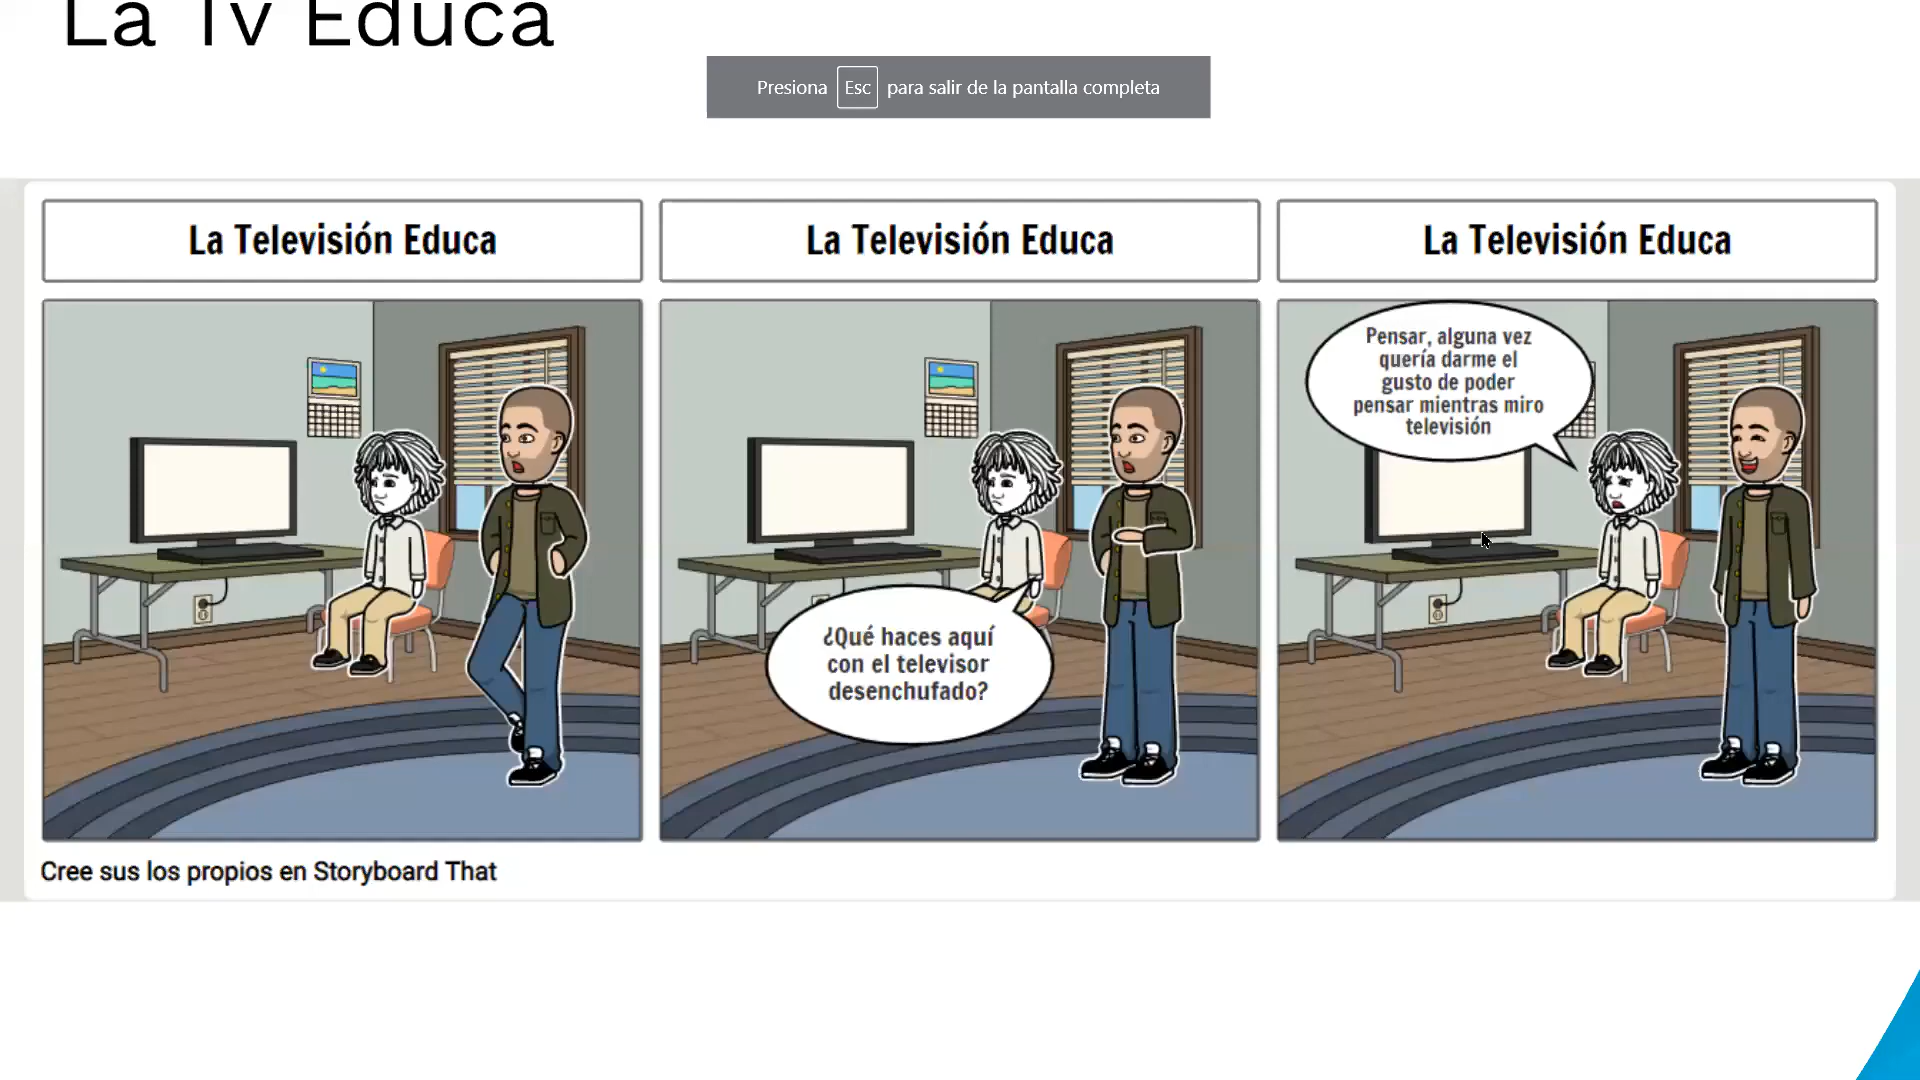 La Tv Educa
Presiona Esc para salir de la pantalla completa
La Televisión Educa
La Televisión Educa
La Televisión Educa
¿Qué haces aquí
con el televisor
desenchufado?
Pensar, alguna vez
quería darme el
gusto de poder
pensar mientras miro
televisión
Cree sus los propios en Storyboard That